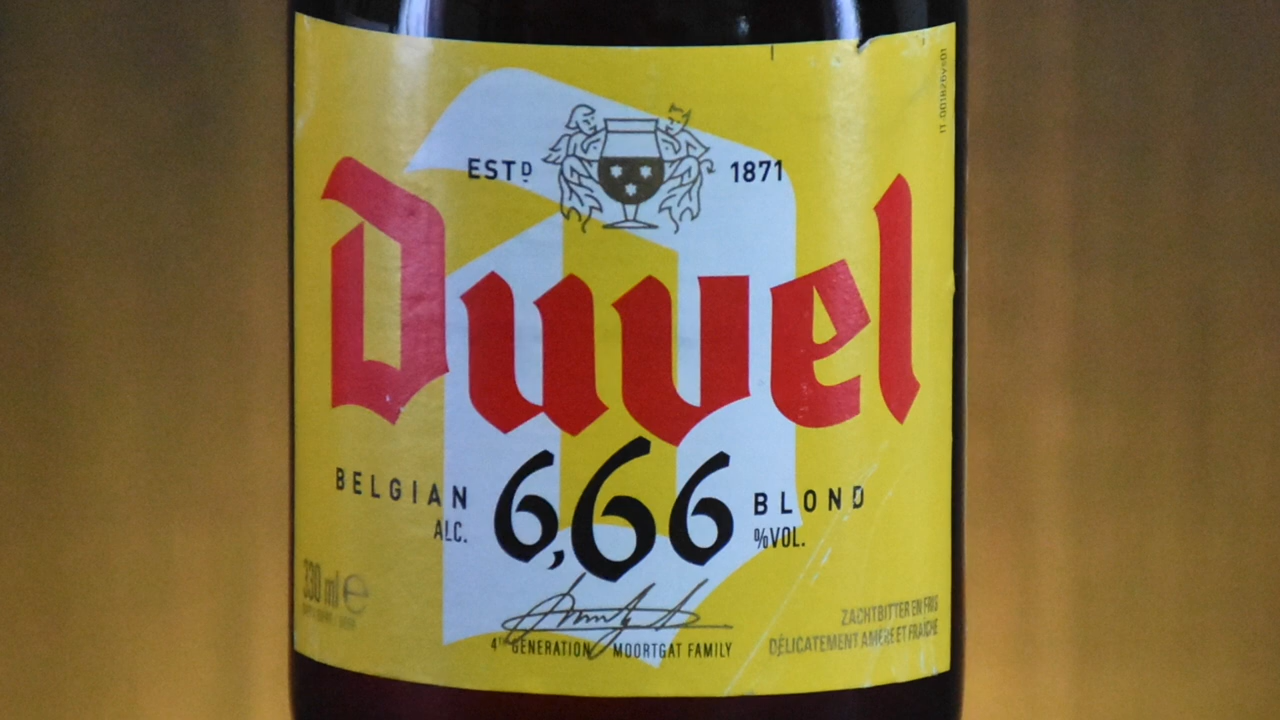 ESTD 1871
Duvel
BELGIAN 6,66 BLOND
ALC. %VOL.
330 ml e
4TH GENERATION MOORTGAT FAMILY
ZACHTBITTER EN FRIS
DÉLICATEMENT AMÈRE ET FRAÎCHE